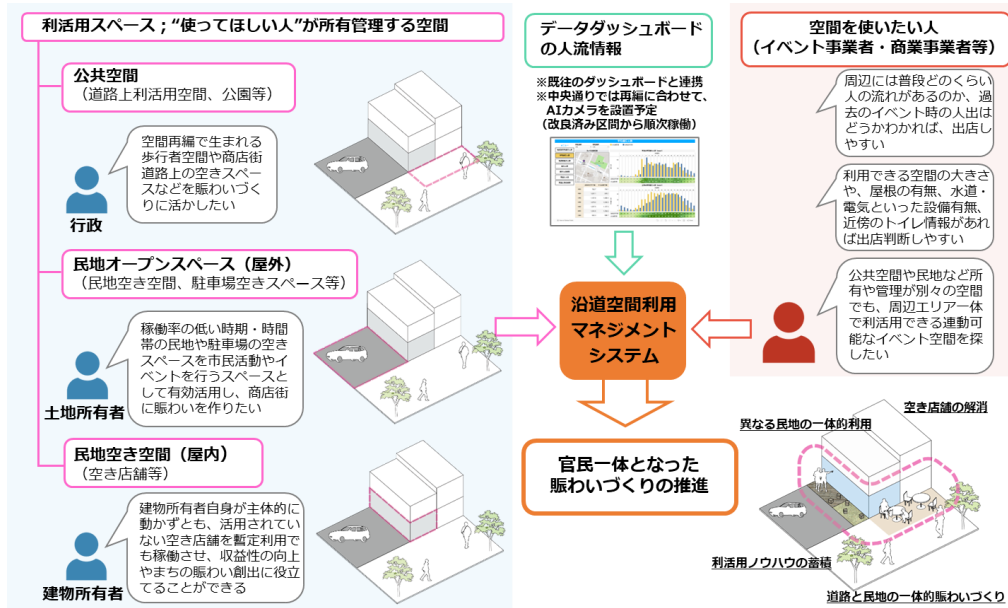 利活用スペース；“使ってほしい人”が所有管理する空間
公共空間
（道路上利活用空間、公園等）
空間再編で生まれる
歩行者空間や商店街
道路上の空きスペー
スなどを賑わいづく
りに活かしたい
行政
民地オープンスペース（屋外）
（民地空き空間、駐車場空きスペース等）
稼働率の低い時期・時間
帯の民地や駐車場の空き
スペースを市民活動やイ
ベントを行うスペースと
して有効活用し、商店街
に賑わいを作りたい
土地所有者
民地空き空間（屋内）
（空き店舗等）
建物所有者自身が主体的に
動かずとも、活用されてい
ない空き店舗を暫定利用で
も稼働させ、収益性の向上
やまちの賑わい創出に役立
てることができる
建物所有者
データダッシュボード
の人流情報
※既往のダッシュボードと連携
※中央通りでは再編に合わせて、
AIカメラを設置予定
（改良済み区間から順次稼働）
沿道空間利用
マネジメント
システム
官民一体となった
賑わいづくりの推進
空間を使いたい人
（イベント事業者・商業事業者等）
周辺には普段どのくらい
人の流れがあるのか、過
去のイベント時の人出は
どうかわかれば、出店し
やすい
利用できる空間の大きさ
や、屋根の有無、水道・
電気といった設備有無、
近傍のトイレ情報があれ
ば出店判断しやすい
公共空間や民地など所
有や管理が別々の空間
でも、周辺エリア一体
で利活用できる連動可
能なイベント空間を探
したい
空き店舗の解消
異なる民地の一体的利用
利活用ノウハウの蓄積
道路と民地の一体的賑わいづくり